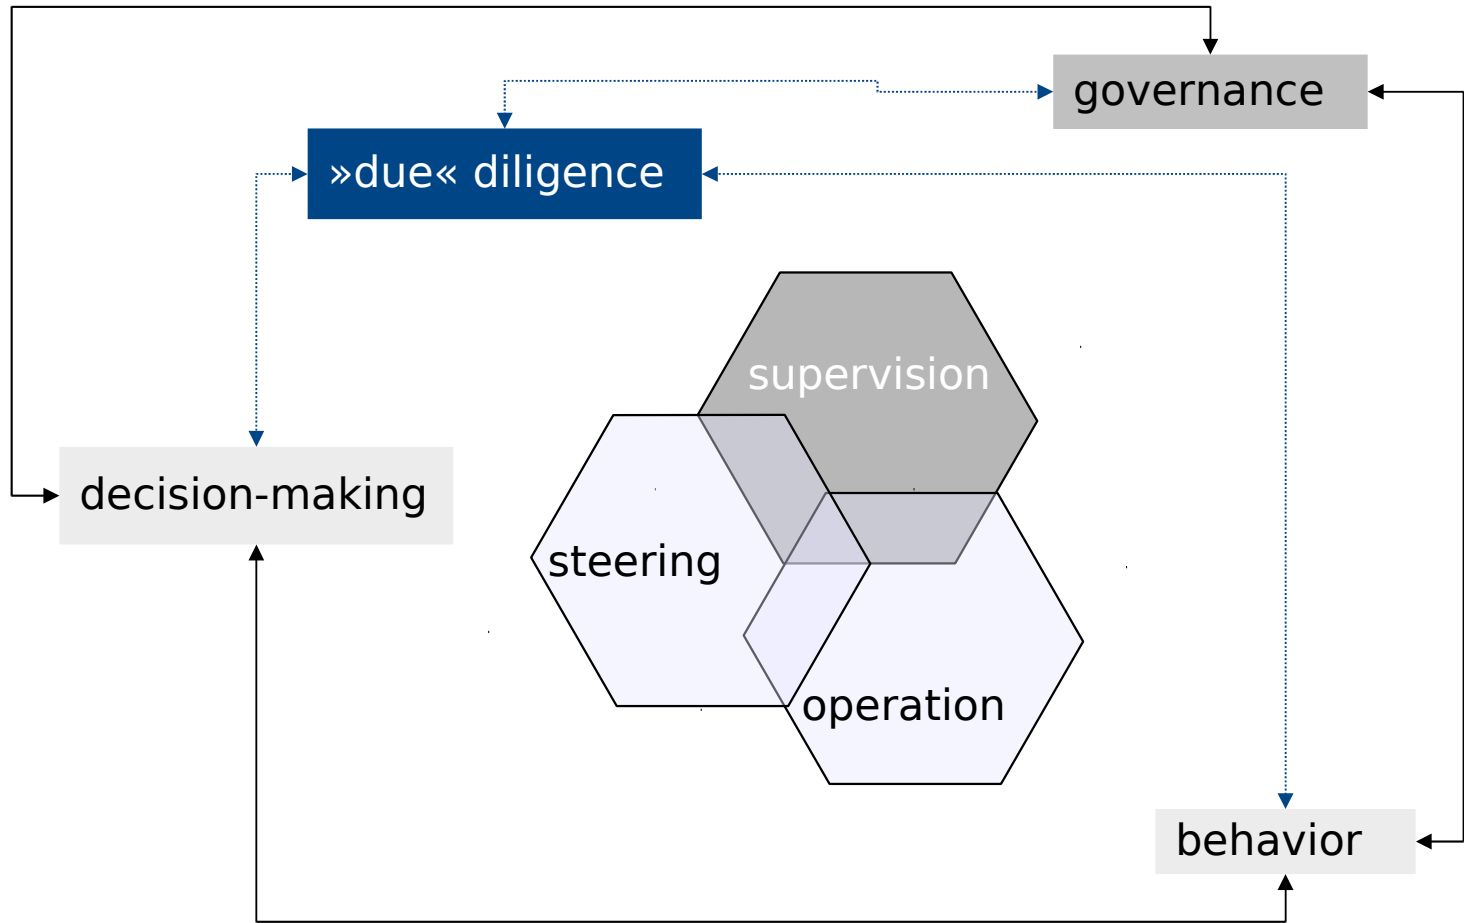 governance
»due« diligence
supervision
decision-making
steering
operation
behavior